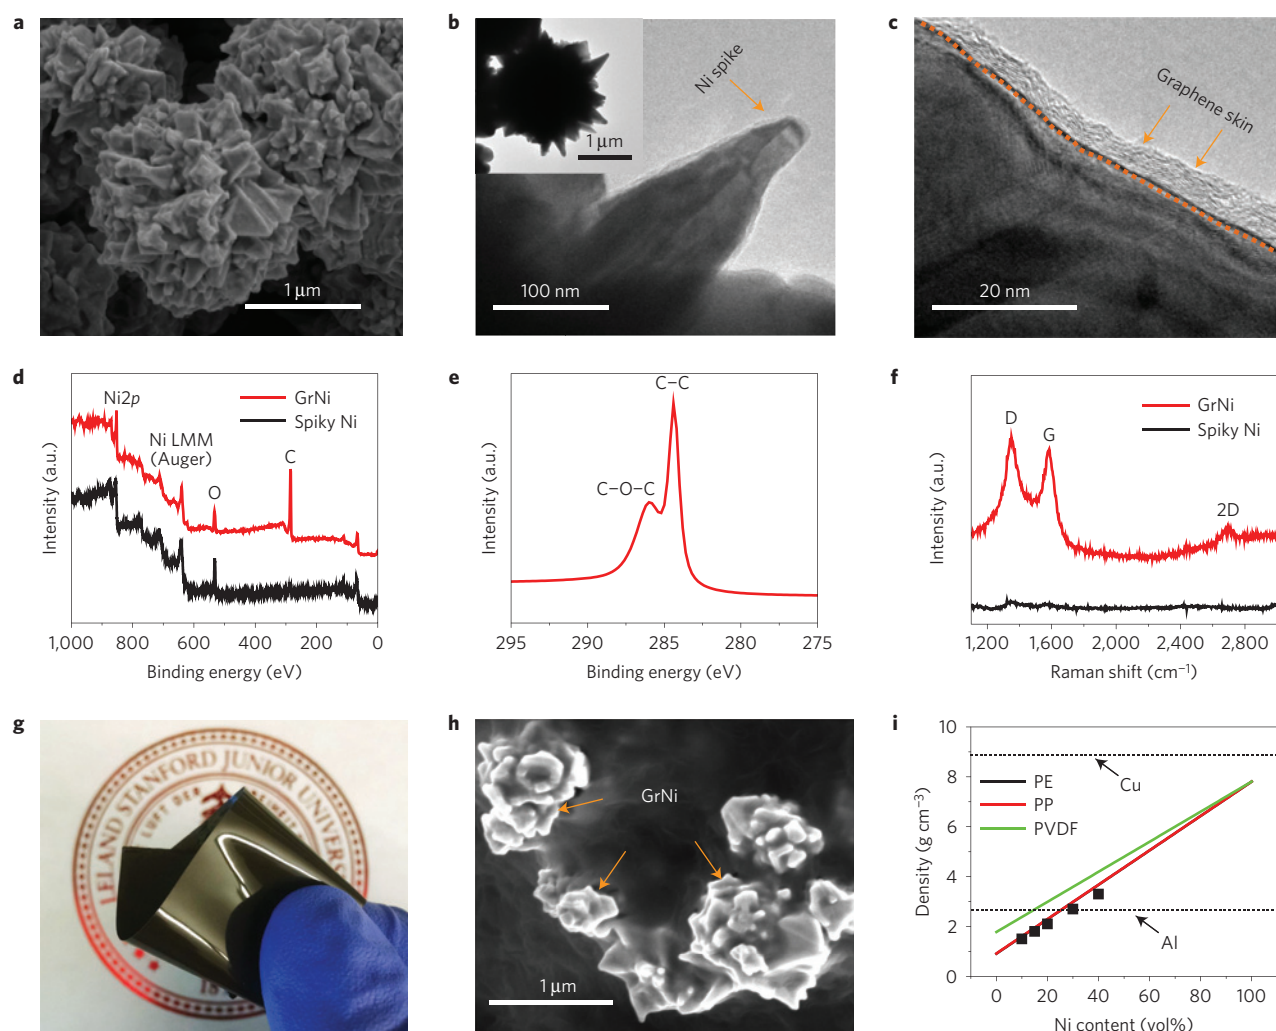 a
1 μm
b
Ni spike
1 μm
100 nm
c
Graphene skin
20 nm
d
Intensity (a.u.)
Ni2p
Ni LMM
(Auger)
O
C
GrNi
Spiky Ni
1,000 800 600 400 200 0
Binding energy (eV)
e
Intensity (a.u.)
C–C
C–O–C
295 290 285 280 275
Binding energy (eV)
f
Intensity (a.u.)
D
G
2D
GrNi
Spiky Ni
1,200 1,600 2,000 2,400 2,800
Raman shift (cm⁻¹)
g
LELAND STANFORD JUNIOR UNIVER
LUFT DER
h
GrNi
1 μm
i
Density (g cm⁻³)
10
8
6
4
2
0
PE
PP
PVDF
Cu
Al
0 20 40 60 80 100
Ni content (vol%)